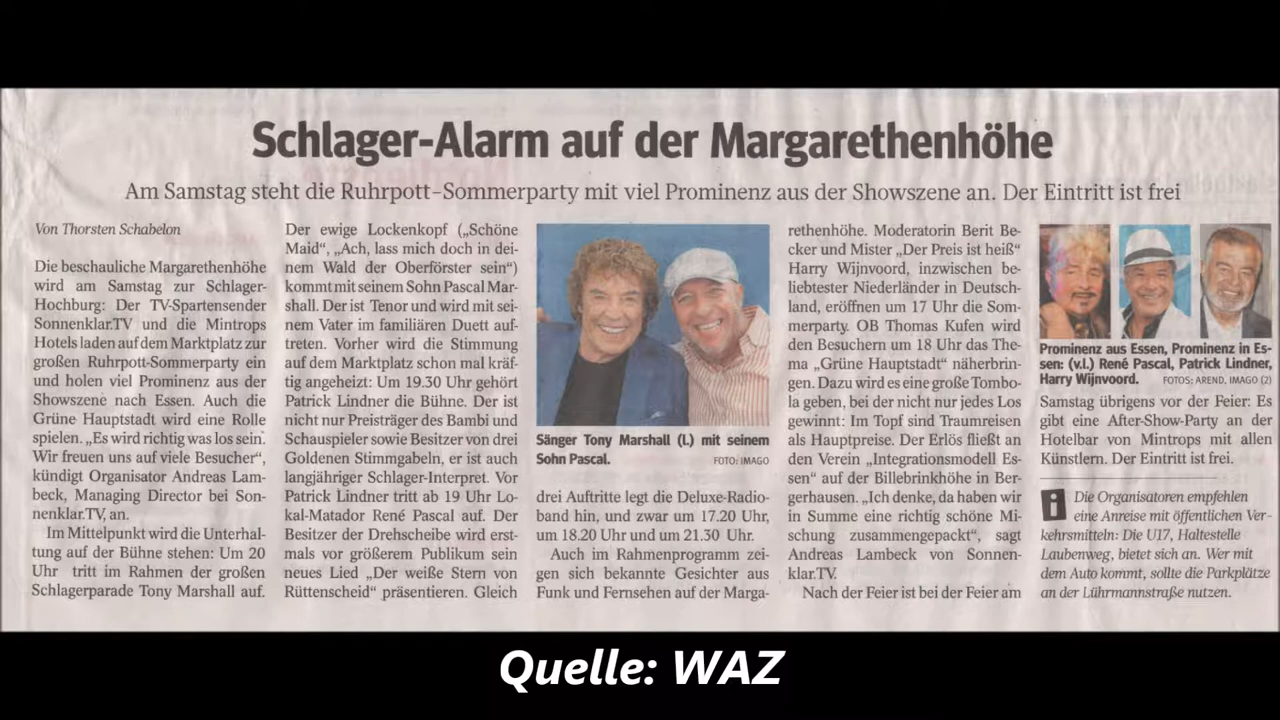 Schlager-Alarm auf der Margarethenhöhe
Am Samstag steht die Ruhrpott-Sommerparty mit viel Prominenz aus der Showszene an. Der Eintritt ist frei
Von Thorsten Schabelon
Die beschauliche Margarethenhöhe
wird am Samstag zur Schlager-
Hochburg: Der TV-Spartensender
Sonnenklar.TV und die Mintrops
Hotels laden auf dem Marktplatz zur
großen Ruhrpott-Sommerparty ein
und holen viel Prominenz aus der
Showszene nach Essen. Auch die
Grüne Hauptstadt wird eine Rolle
spielen. „Es wird richtig was los sein.
Wir freuen uns auf viele Besucher“,
kündigt Organisator Andreas Lam-
beck, Managing Director bei Son-
nenklar.TV, an.
Im Mittelpunkt wird die Unterhal-
tung auf der Bühne stehen: Um 20
Uhr tritt im Rahmen der großen
Schlagerparade Tony Marshall auf.
Der ewige Lockenkopf („Schöne
Maid“, „Ach, lass mich doch in dei-
nem Wald der Oberförster sein“)
kommt mit seinem Sohn Pascal Mar-
shall. Der ist Tenor und wird mit sei-
nem Vater im familiären Duett auf-
treten. Vorher wird die Stimmung
auf dem Marktplatz schon mal kräf-
tig angeheizt: Um 19.30 Uhr gehört
Patrick Lindner die Bühne. Der ist
nicht nur Preisträger des Bambi und
Schauspieler sowie Besitzer von drei
Goldenen Stimmgabeln, er ist auch
langjähriger Schlager-Interpret. Vor
Patrick Lindner tritt ab 19 Uhr Lo-
kal-Matador René Pascal auf. Der
Besitzer der Drehscheibe wird erst-
mals vor größerem Publikum sein
neues Lied „Der weiße Stern von
Rüttenscheid“ präsentieren. Gleich
Sänger Tony Marshall (l.) mit seinem
Sohn Pascal. FOTO: IMAGO
drei Auftritte legt die Deluxe-Radio-
band hin, und zwar um 17.20 Uhr,
um 18.20 Uhr und um 21.30 Uhr.
Auch im Rahmenprogramm zei-
gen sich bekannte Gesichter aus
Funk und Fernsehen auf der Marga-
rethenhöhe. Moderatorin Berit Be-
cker und Mister „Der Preis ist heiß“
Harry Wijnvoord, inzwischen be-
liebtester Niederländer in Deutsch-
land, eröffnen um 17 Uhr die Som-
merparty. OB Thomas Kufen wird
den Besuchern um 18 Uhr das The-
ma „Grüne Hauptstadt“ näherbrin-
gen. Dazu wird es eine große Tombo-
la geben, bei der nicht nur jedes Los
gewinnt: Im Topf sind Traumreisen
als Hauptpreise. Der Erlös fließt an
den Verein „Integrationsmodell Es-
sen“ auf der Billebrinkhöhe in Ber-
gerhausen. „Ich denke, da haben wir
in Summe eine richtig schöne Mi-
schung zusammengepackt“, sagt
Andreas Lambeck von Sonnen-
klar.TV.
Nach der Feier ist bei der Feier am
Prominenz aus Essen, Prominenz in Es-
sen: (v.l.) René Pascal, Patrick Lindner,
Harry Wijnvoord. FOTOS: AREND. IMAGO (2)
Samstag übrigens vor der Feier: Es
gibt eine After-Show-Party an der
Hotelbar von Mintrops mit allen
Künstlern. Der Eintritt ist frei.
i Die Organisatoren empfehlen
eine Anreise mit öffentlichen Ver-
kehrsmitteln: Die U17, Haltestelle
Laubenweg, bietet sich an. Wer mit
dem Auto kommt, sollte die Parkplätze
an der Lührmannstraße nutzen.
Quelle: WAZ